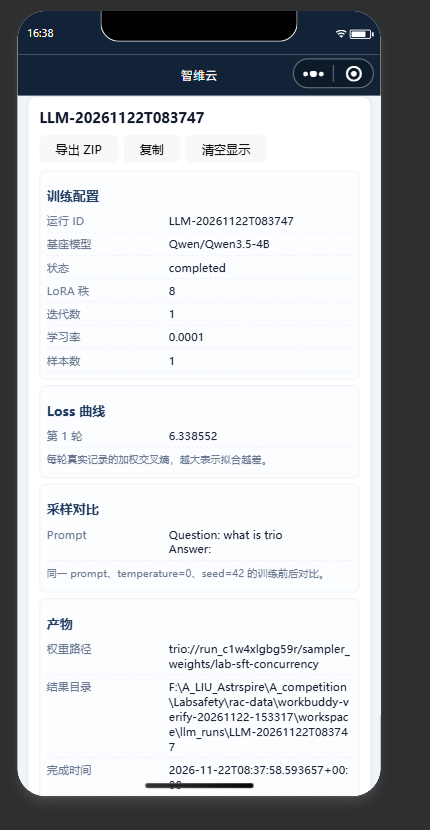 16:38
智维云
LLM-20261122T083747
导出 ZIP 复制 清空显示
训练配置
运行 ID LLM-20261122T083747
基座模型 Qwen/Qwen3.5-4B
状态 completed
LoRA 秩 8
迭代数 1
学习率 0.0001
样本数 1
Loss 曲线
第 1 轮 6.338552
每轮真实记录的加权交叉熵，越大表示拟合越差。
采样对比
Prompt Question: what is trio
Answer:
同一 prompt、temperature=0、seed=42 的训练前后对比。
产物
权重路径 trio://run_c1w4xlgbg59r/sampler_
weights/lab-sft-concurrency
结果目录 F:\A_LIU_Astrspire\A_competition
\Labsafety\rac-data\workbuddy-v
erify-20261122-153317\workspac
e\llm_runs\LLM-20261122T08374
7
完成时间 2026-11-22T08:37:58.593657+00: